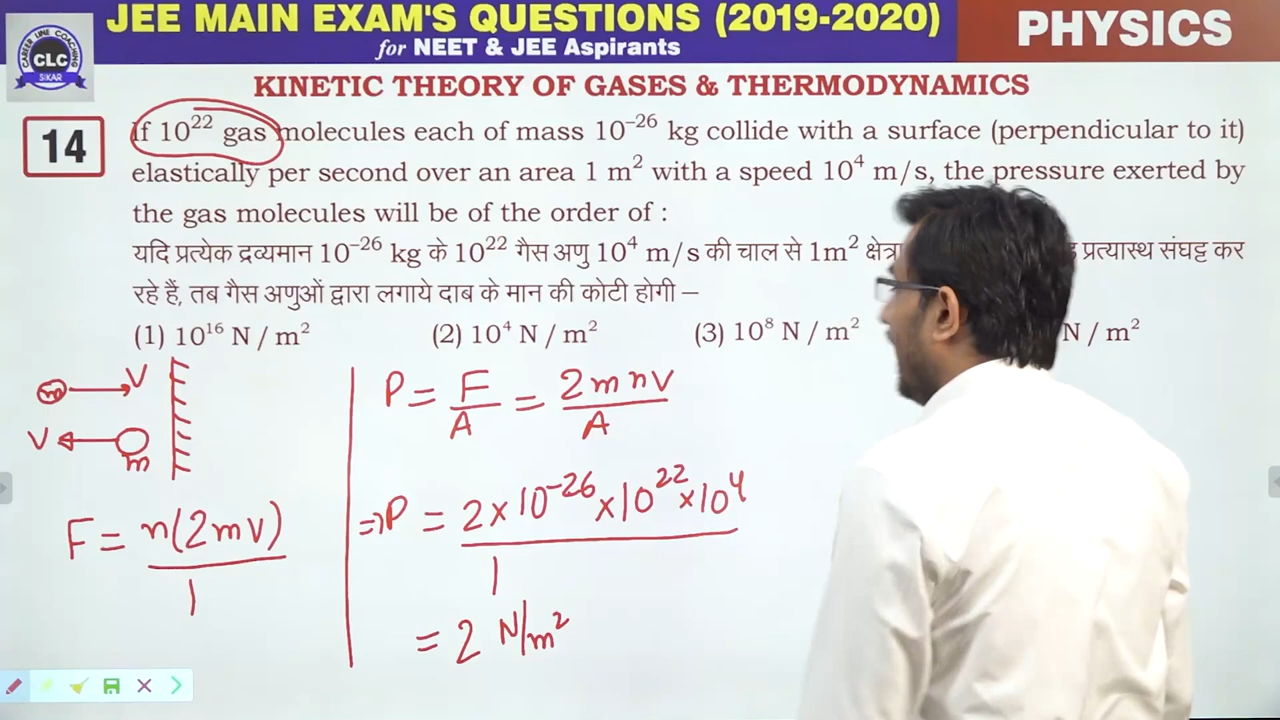 JEE MAIN EXAM'S QUESTIONS (2019-2020)
for NEET & JEE Aspirants
PHYSICS
CAREER LINE COACHING
CLC
SIKAR
KINETIC THEORY OF GASES & THERMODYNAMICS
14
If 10²² gas molecules each of mass 10⁻²⁶ kg collide with a surface (perpendicular to it)
elastically per second over an area 1 m² with a speed 10⁴ m/s, the pressure exerted by
the gas molecules will be of the order of :
यदि प्रत्येक द्रव्यमान 10⁻²⁶ kg के 10²² गैस अणु 10⁴ m/s की चाल से 1m² प्रत्यास्थ संघट्ट कर
रहे हैं, तब गैस अणुओं द्वारा लगाये दाब के मान की कोटी होगी –
(1) 10¹⁶ N / m² (2) 10⁴ N / m² (3) 10⁸ N / m² N / m²
m V
V m
F = n(2mv) / 1
P = F / A = 2mnv / A
⇒ P = 2×10⁻²⁶×10²²×10⁴ / 1
= 2 N/m²